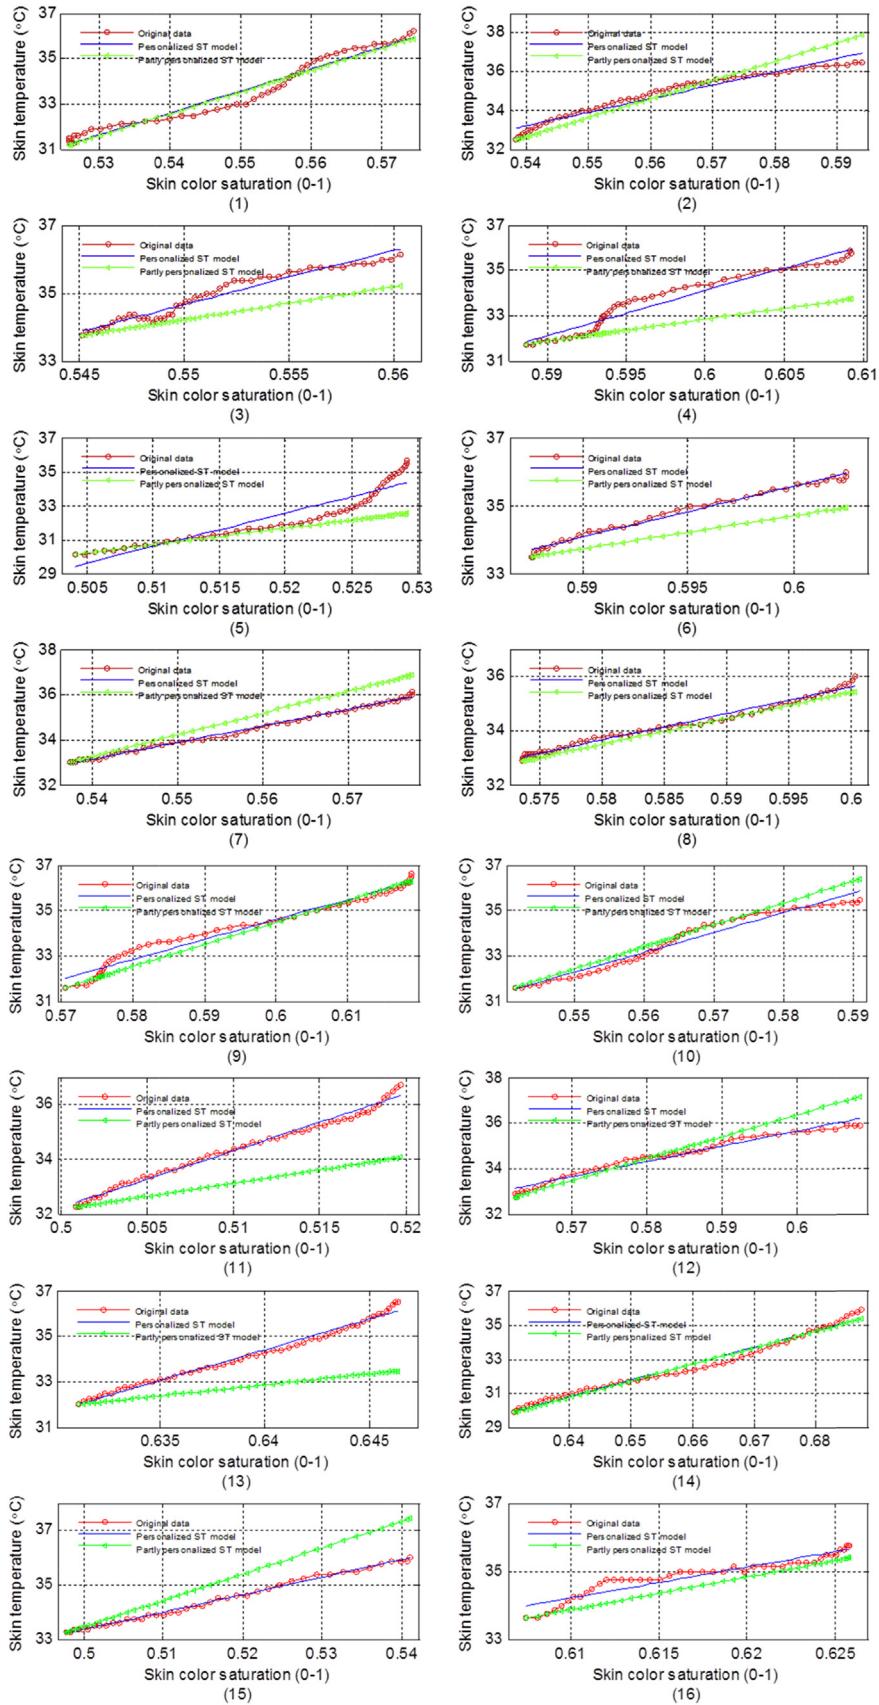 Skin temperature (°C)
37
35
33
31
Original data
Personalized ST model
Partly personalized ST model
0.53 0.54 0.55 0.56 0.57
Skin color saturation (0-1)
(1)
Skin temperature (°C)
38
36
34
32
Original data
Personalized ST model
Partly personalized ST model
0.54 0.55 0.56 0.57 0.58 0.59
Skin color saturation (0-1)
(2)
Skin temperature (°C)
37
35
33
Original data
Personalized ST model
Partly personalized ST model
0.545 0.55 0.555 0.56
Skin color saturation (0-1)
(3)
Skin temperature (°C)
37
35
33
31
Original data
Personalized ST model
Partly personalized ST model
0.59 0.595 0.6 0.605 0.61
Skin color saturation (0-1)
(4)
Skin temperature (°C)
37
35
33
31
29
Original data
Personalized ST model
Partly personalized ST model
0.505 0.51 0.515 0.52 0.525 0.53
Skin color saturation (0-1)
(5)
Skin temperature (°C)
37
35
33
Original data
Personalized ST model
Partly personalized ST model
0.59 0.595 0.6
Skin color saturation (0-1)
(6)
Skin temperature (°C)
38
36
34
32
Original data
Personalized ST model
Partly personalized ST model
0.54 0.55 0.56 0.57
Skin color saturation (0-1)
(7)
Skin temperature (°C)
38
36
34
32
Original data
Personalized ST model
Partly personalized ST model
0.575 0.58 0.585 0.59 0.595 0.6
Skin color saturation (0-1)
(8)
Skin temperature (°C)
37
35
33
31
Original data
Personalized ST model
Partly personalized ST model
0.57 0.58 0.59 0.6 0.61
Skin color saturation (0-1)
(9)
Skin temperature (°C)
37
35
33
31
Original data
Personalized ST model
Partly personalized ST model
0.55 0.56 0.57 0.58 0.59
Skin color saturation (0-1)
(10)
Skin temperature (°C)
36
34
32
Original data
Personalized ST model
Partly personalized ST model
0.5 0.505 0.51 0.515 0.52
Skin color saturation (0-1)
(11)
Skin temperature (°C)
38
36
34
32
Original data
Personalized ST model
Partly personalized ST model
0.57 0.58 0.59 0.6
Skin color saturation (0-1)
(12)
Skin temperature (°C)
37
35
33
31
Original data
Personalized ST model
Partly personalized ST model
0.635 0.64 0.645
Skin color saturation (0-1)
(13)
Skin temperature (°C)
37
35
33
31
29
Original data
Personalized ST model
Partly personalized ST model
0.64 0.65 0.66 0.67 0.68
Skin color saturation (0-1)
(14)
Skin temperature (°C)
37
35
33
Original data
Personalized ST model
Partly personalized ST model
0.5 0.51 0.52 0.53 0.54
Skin color saturation (0-1)
(15)
Skin temperature (°C)
37
35
33
Original data
Personalized ST model
Partly personalized ST model
0.61 0.615 0.62 0.625
Skin color saturation (0-1)
(16)